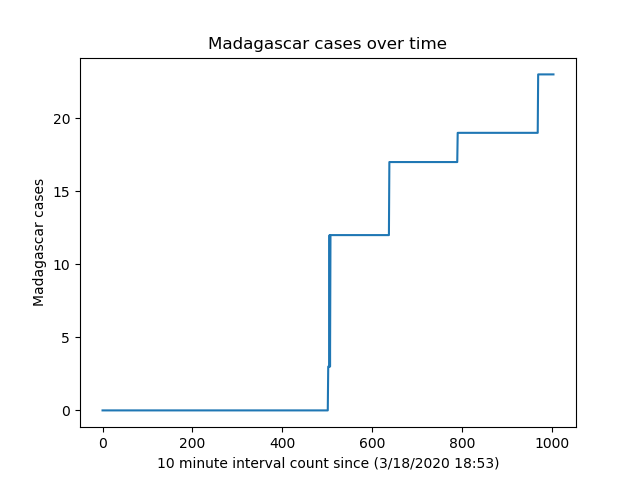 Madagascar cases over time
Madagascar cases
20
15
10
5
0
0 200 400 600 800 1000
10 minute interval count since (3/18/2020 18:53)